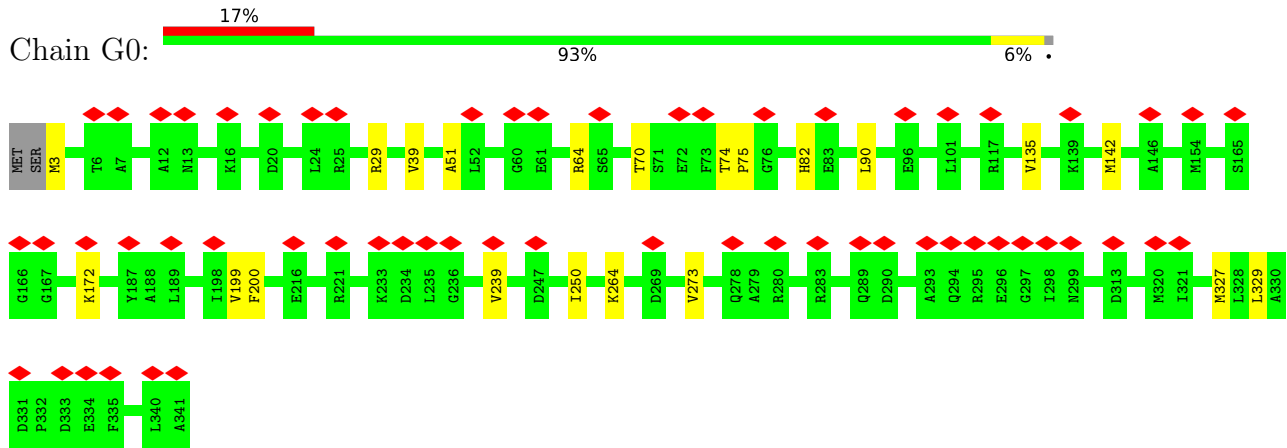 17%
Chain G0:
93% 6% •
MET SER M3 T6 A7 A12 N13 K16 D20 L24 R25 R29 V39 A51 L52 G60 E61 R64 S65 T70 S71 E72 F73 T74 P75 G76 H82 E83 L90 E96 L101 R117 V135 K139 M142 A146 M154 S165
G166 G167 K172 Y187 A188 L189 I198 V199 F200 E216 R221 K233 D234 L235 G236 V239 D247 I250 K264 D269 V273 Q278 A279 R280 R283 Q289 D290 A293 Q294 R295 E296 G297 I298 N299 D313 M320 I321 M327 L328 L329 A330
D331 P332 D333 E334 F335 L340 A341